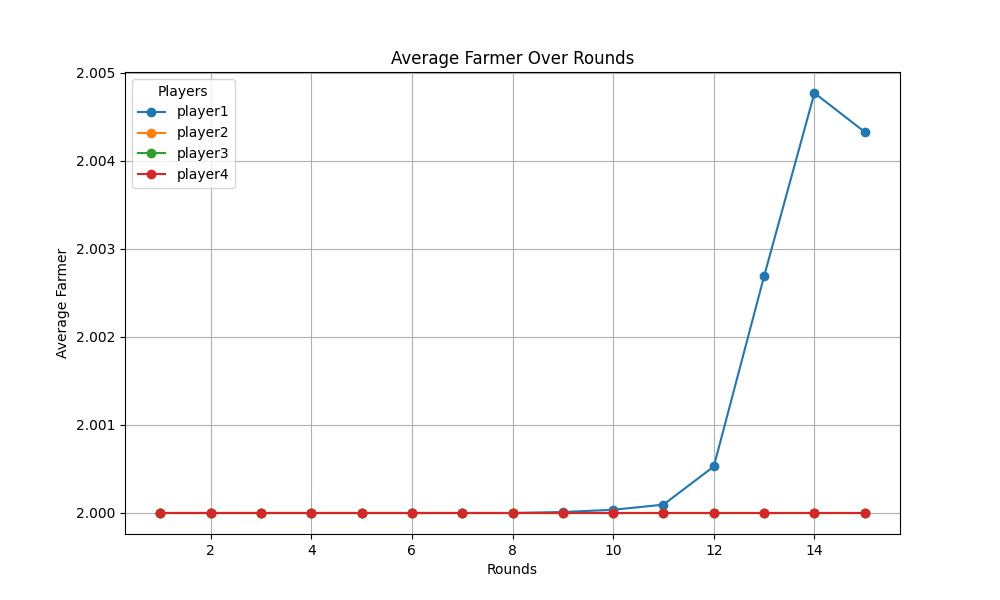 Average Farmer Over Rounds
Players
player1
player2
player3
player4
2.005
2.004
2.003
2.002
2.001
2.000
Average Farmer
2 4 6 8 10 12 14
Rounds